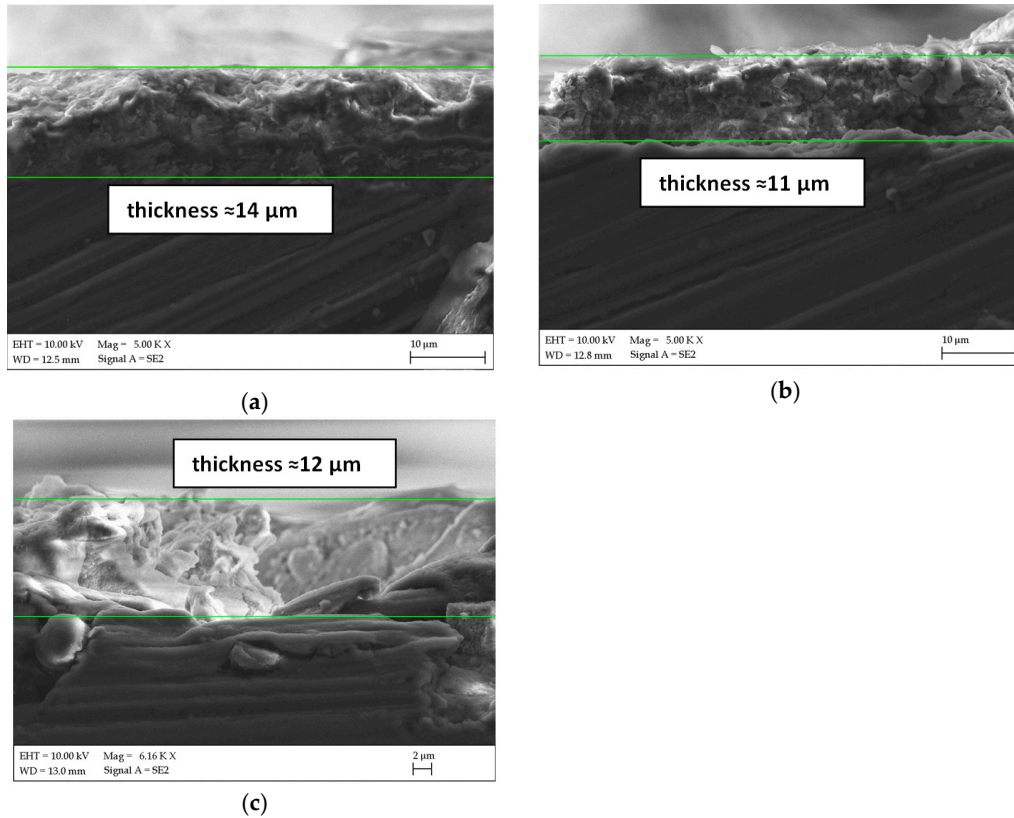 thickness ≈14 µm
EHT = 10.00 kV Mag = 5.00 K X 10 µm
WD = 12.5 mm Signal A = SE2
(a)
thickness ≈11 µm
EHT = 10.00 kV Mag = 5.00 K X 10 µm
WD = 12.8 mm Signal A = SE2
(b)
thickness ≈12 µm
EHT = 10.00 kV Mag = 6.16 K X 2 µm
WD = 13.0 mm Signal A = SE2
(c)